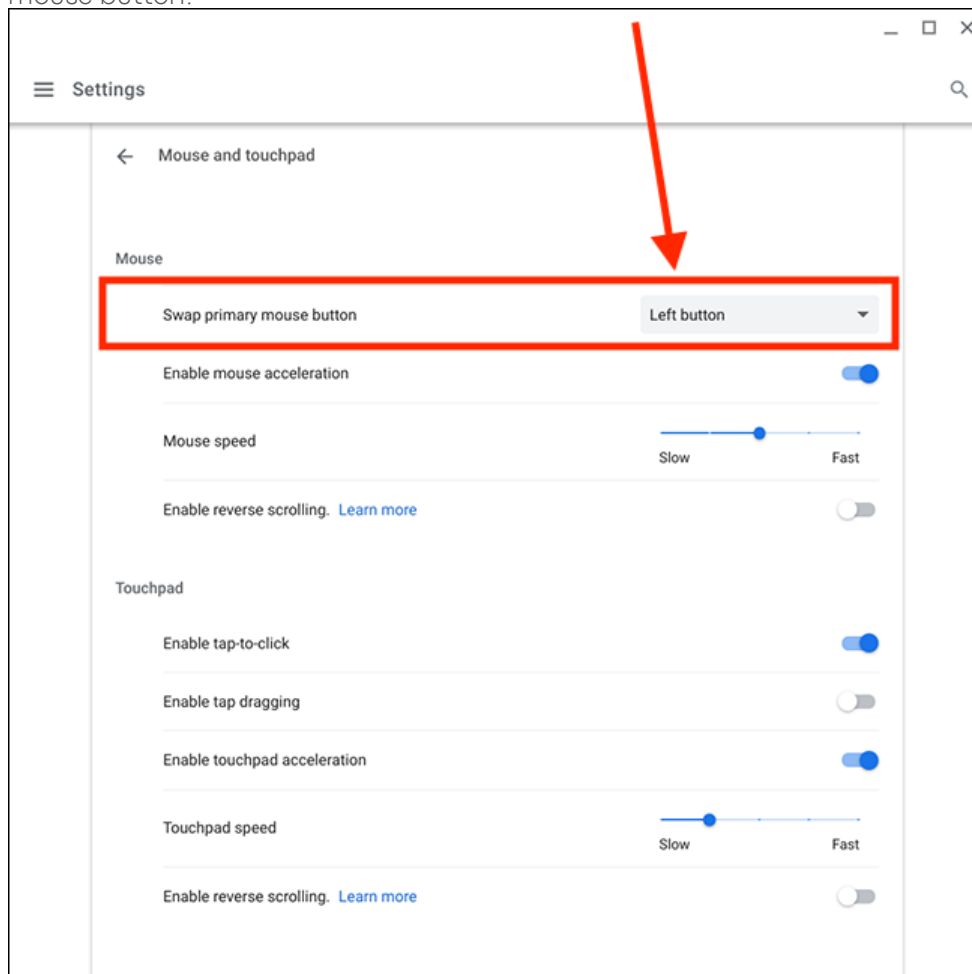 mouse button.
Settings
Mouse and touchpad
Mouse
Swap primary mouse button Left button
Enable mouse acceleration
Mouse speed
Slow Fast
Enable reverse scrolling. Learn more
Touchpad
Enable tap-to-click
Enable tap dragging
Enable touchpad acceleration
Touchpad speed
Slow Fast
Enable reverse scrolling. Learn more